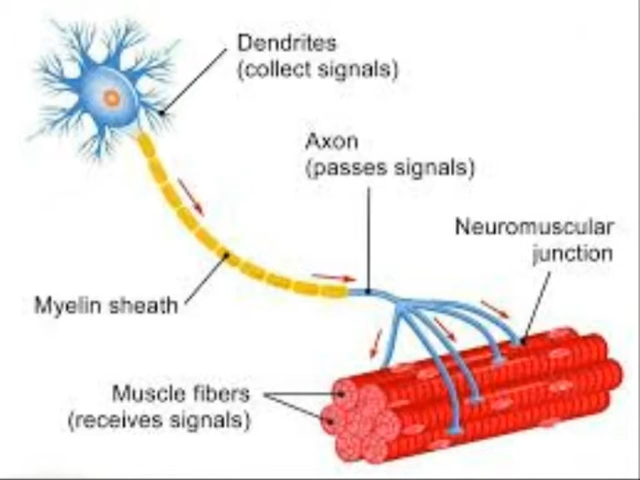 Dendrites
(collect signals)
Axon
(passes signals)
Neuromuscular
junction
Myelin sheath
Muscle fibers
(receives signals)